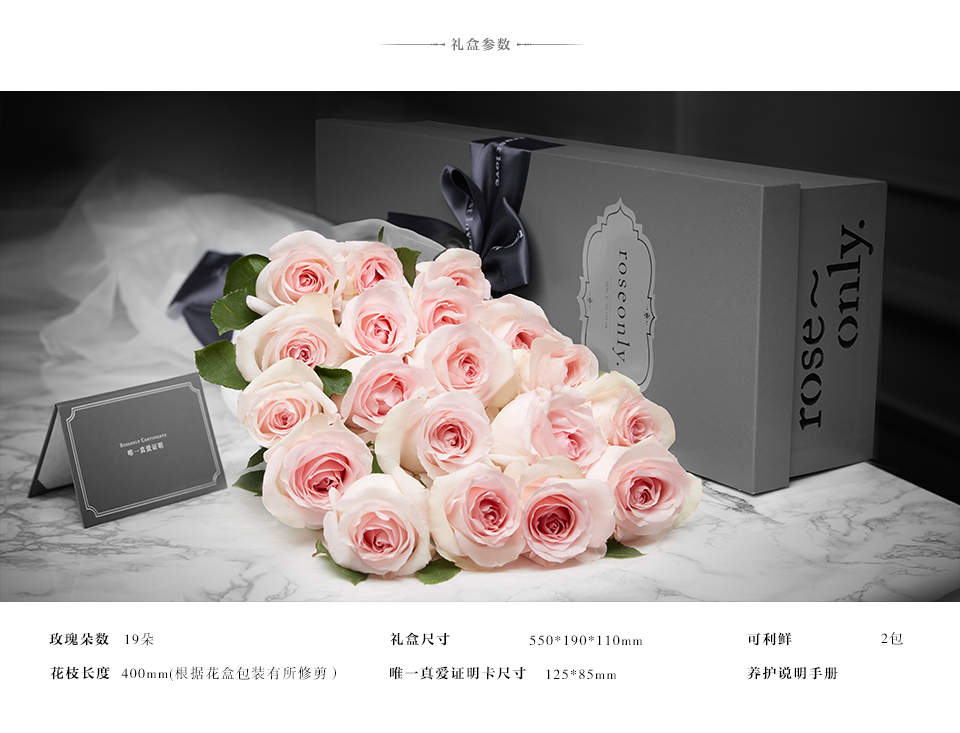 礼盒参数
love
roseonly.
rose~
only.
ROSEONLY CERTIFICATE
唯一真爱证明
玫瑰朵数 19朵
礼盒尺寸 550*190*110mm
可利鲜 2包
花枝长度 400mm(根据花盒包装有所修剪)
唯一真爱证明卡尺寸 125*85mm
养护说明手册